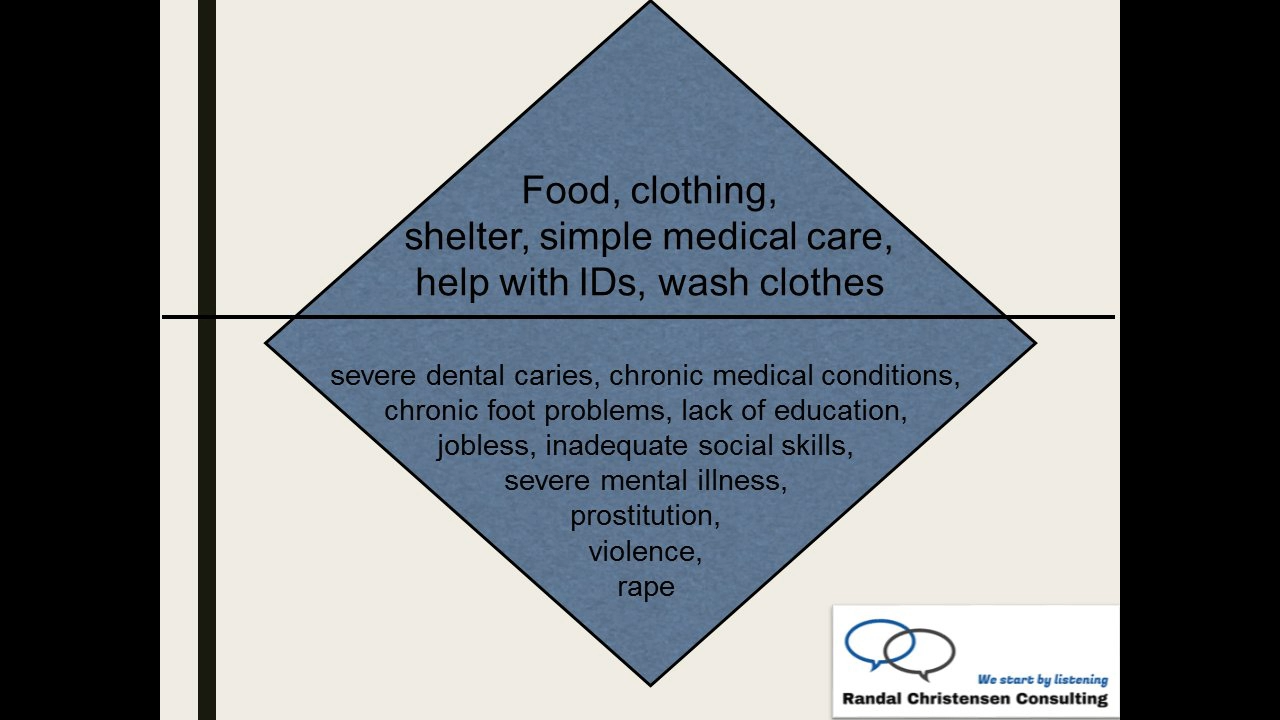 Food, clothing,
shelter, simple medical care,
help with IDs, wash clothes
severe dental caries, chronic medical conditions,
chronic foot problems, lack of education,
jobless, inadequate social skills,
severe mental illness,
prostitution,
violence,
rape
We start by listening
Randal Christensen Consulting